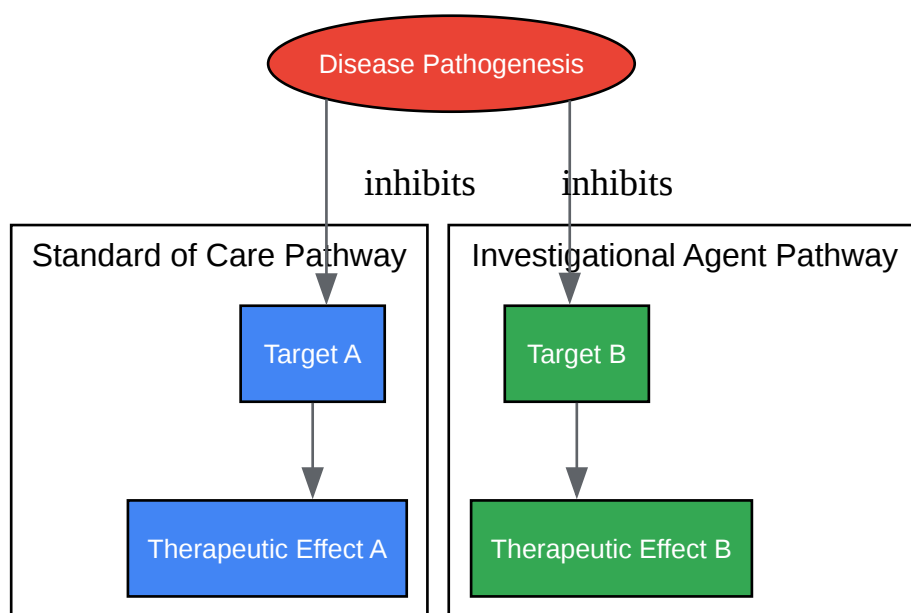 Disease Pathogenesis
inhibits
inhibits
Standard of Care Pathway
Investigational Agent Pathway
Target A
Target B
Therapeutic Effect A
Therapeutic Effect B